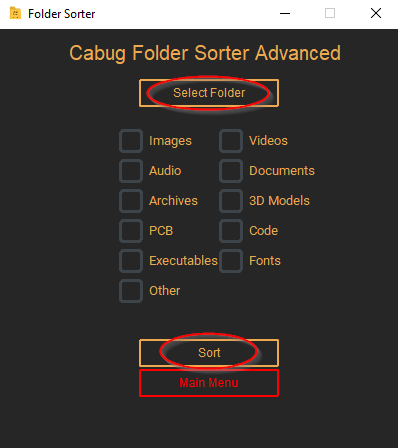 Folder Sorter
Cabug Folder Sorter Advanced
Select Folder
Images Videos
Audio Documents
Archives 3D Models
PCB Code
Executables Fonts
Other
Sort
Main Menu